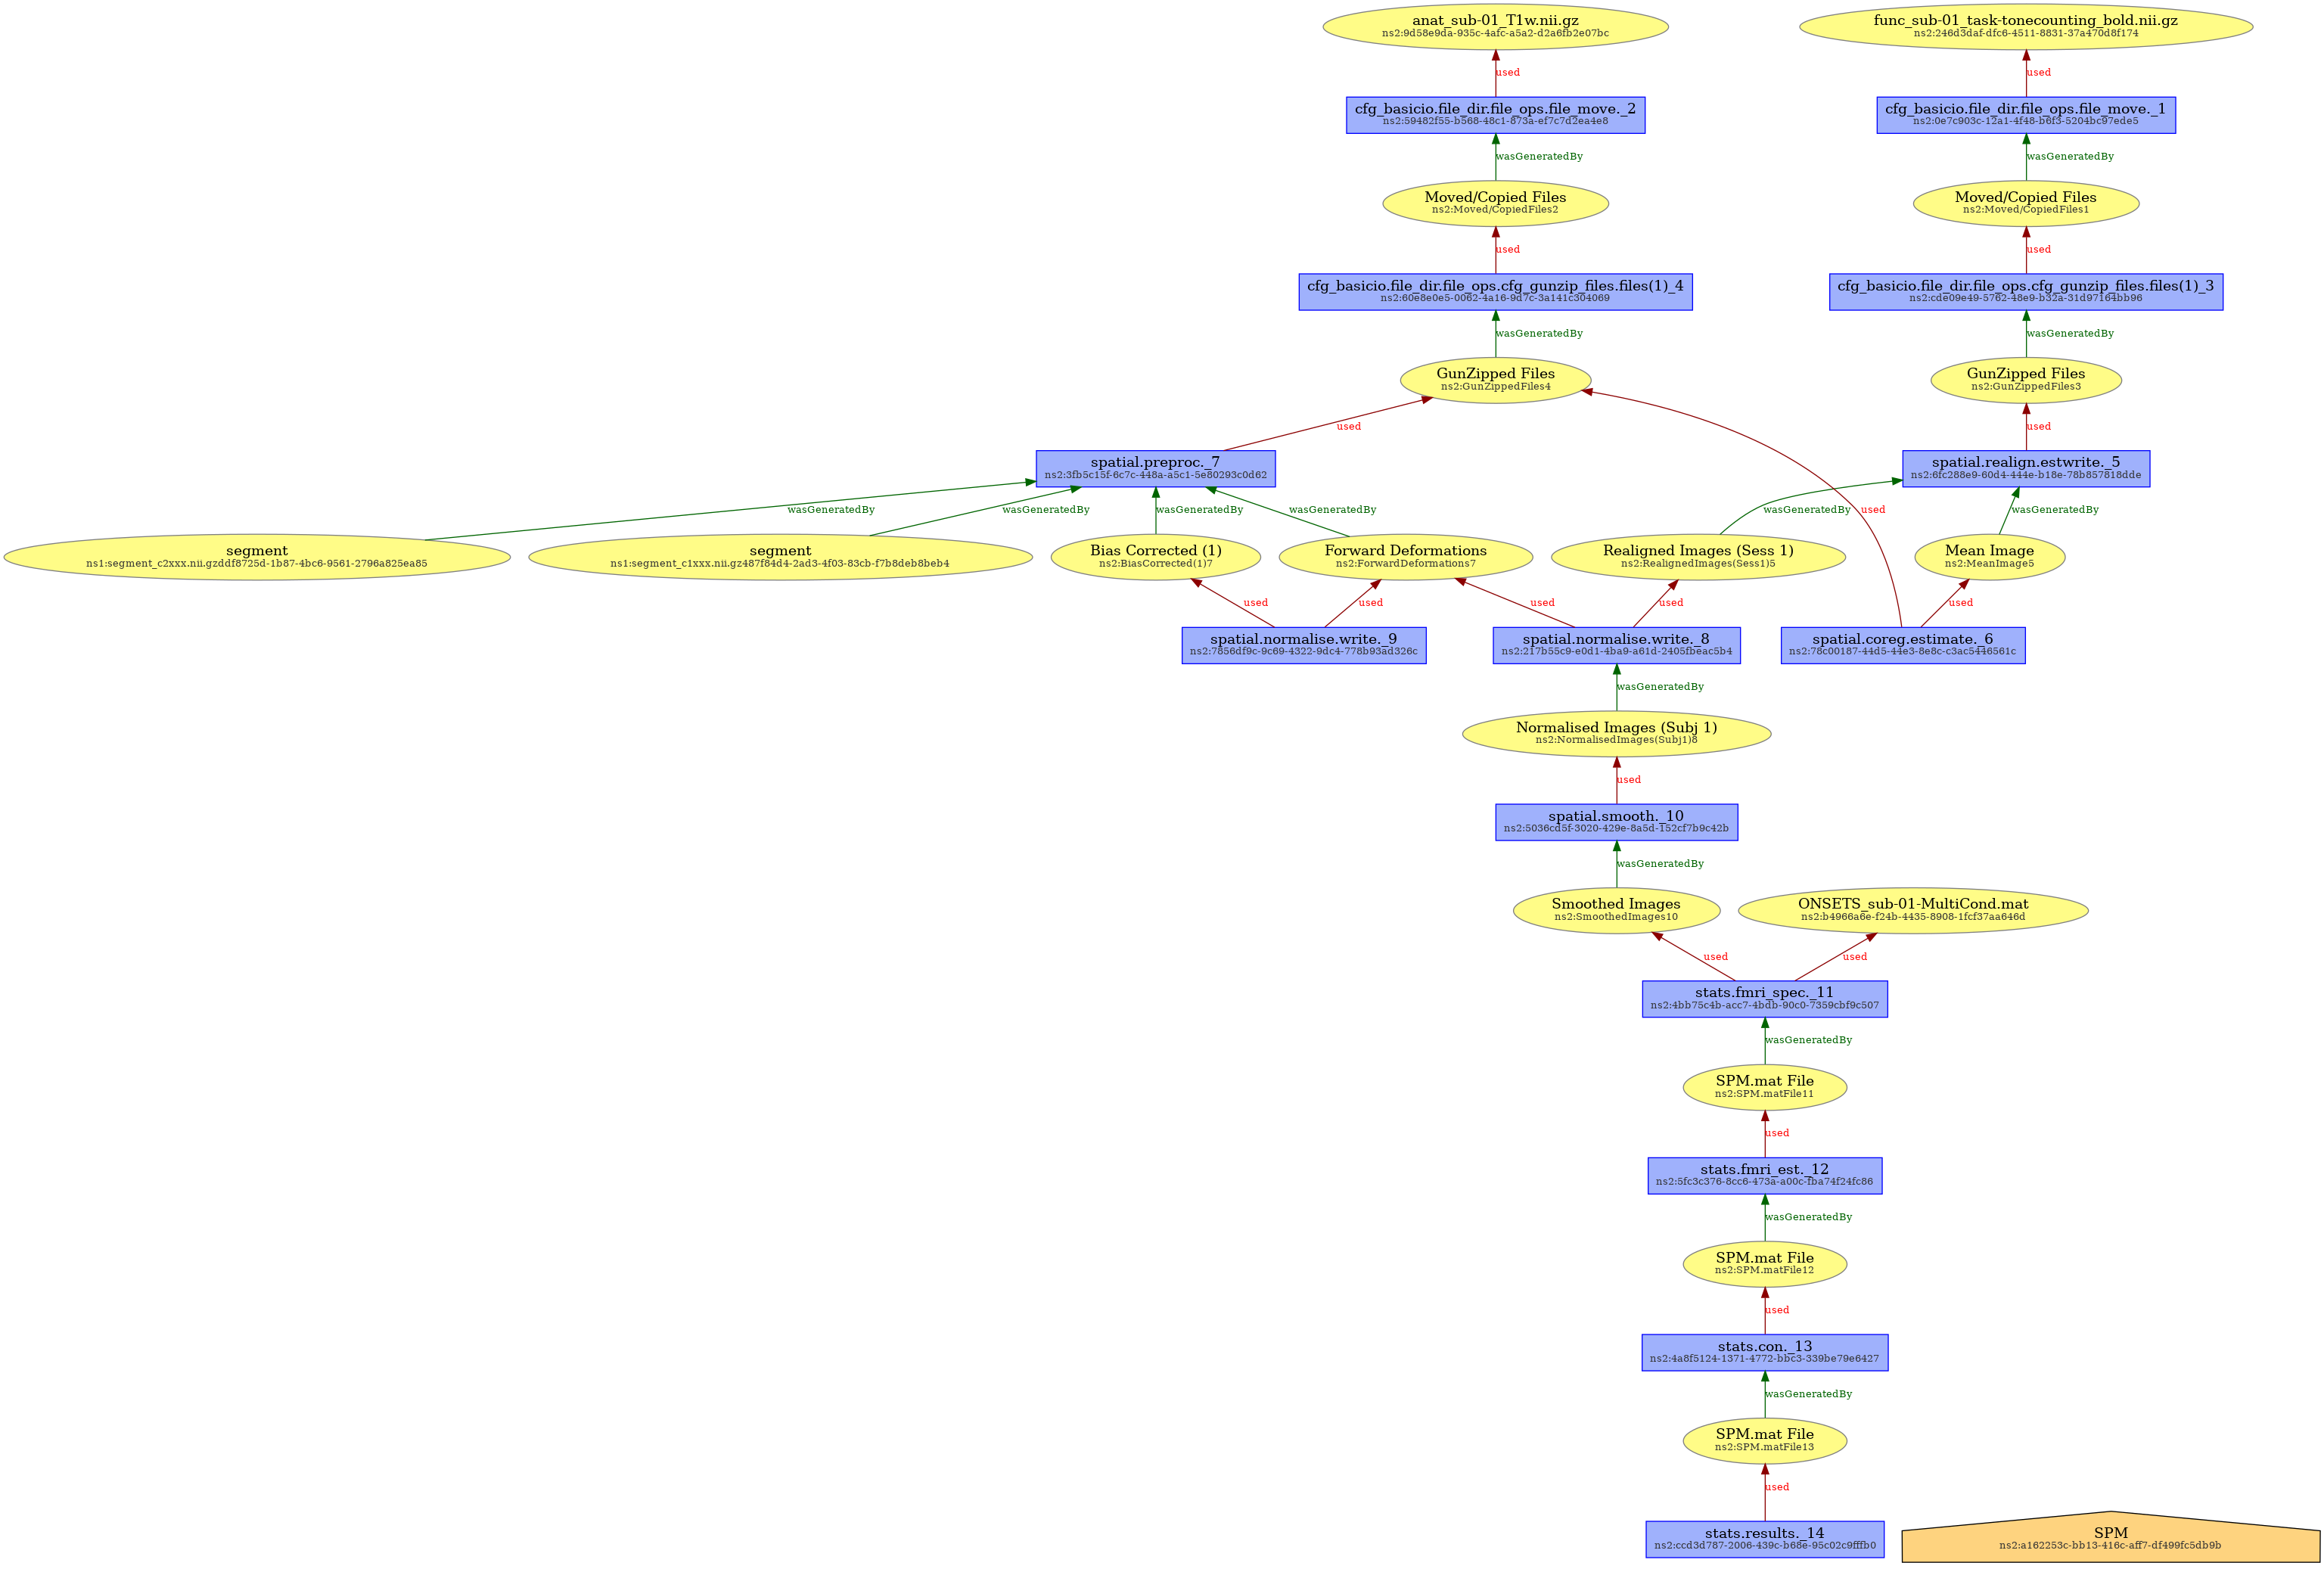 anat_sub-01_T1w.nii.gz
ns2:9d58e9da-935c-4afc-a5a2-d2a6fb2e07bc
func_sub-01_task-tonecounting_bold.nii.gz
ns2:246d3daf-dfc6-4511-8831-37a470d8f174
used
used
cfg_basicio.file_dir.file_ops.file_move._2
ns2:59482f55-b568-48c1-873a-ef7c7d2ea4e8
cfg_basicio.file_dir.file_ops.file_move._1
ns2:0e7c903c-12a1-4f48-b6f3-5204bc97ede5
wasGeneratedBy
wasGeneratedBy
Moved/Copied Files
ns2:Moved/CopiedFiles2
Moved/Copied Files
ns2:Moved/CopiedFiles1
used
used
cfg_basicio.file_dir.file_ops.cfg_gunzip_files.files(1)_4
ns2:60e8e0e5-0062-4a16-9d7c-3a141c304069
cfg_basicio.file_dir.file_ops.cfg_gunzip_files.files(1)_3
ns2:cde09e49-5762-48e9-b32a-31d97164bb96
wasGeneratedBy
wasGeneratedBy
GunZipped Files
ns2:GunZippedFiles4
GunZipped Files
ns2:GunZippedFiles3
used
used
spatial.preproc._7
ns2:3fb5c15f-6c7c-448a-a5c1-5e80293c0d62
spatial.realign.estwrite._5
ns2:6fc288e9-60d4-444e-b18e-78b857818dde
wasGeneratedBy
wasGeneratedBy
wasGeneratedBy
wasGeneratedBy
wasGeneratedBy
used
wasGeneratedBy
segment
ns1:segment_c2xxx.nii.gzddf8725d-1b87-4bc6-9561-2796a825ea85
segment
ns1:segment_c1xxx.nii.gz487f84d4-2ad3-4f03-83cb-f7b8deb8beb4
Bias Corrected (1)
ns2:BiasCorrected(1)7
Forward Deformations
ns2:ForwardDeformations7
Realigned Images (Sess 1)
ns2:RealignedImages(Sess1)5
Mean Image
ns2:MeanImage5
used
used
used
used
used
spatial.normalise.write._9
ns2:7856df9c-9c69-4322-9dc4-778b93ad326c
spatial.normalise.write._8
ns2:217b55c9-e0d1-4ba9-a61d-2405fbeac5b4
spatial.coreg.estimate._6
ns2:78c00187-44d5-44e3-8e8c-c3ac5446561c
wasGeneratedBy
Normalised Images (Subj 1)
ns2:NormalisedImages(Subj1)8
used
spatial.smooth._10
ns2:5036cd5f-3020-429e-8a5d-152cf7b9c42b
wasGeneratedBy
Smoothed Images
ns2:SmoothedImages10
ONSETS_sub-01-MultiCond.mat
ns2:b4966a6e-f24b-4435-8908-1fcf37aa646d
used
used
stats.fmri_spec._11
ns2:4bb75c4b-acc7-4bdb-90c0-7359cbf9c507
wasGeneratedBy
SPM.mat File
ns2:SPM.matFile11
used
stats.fmri_est._12
ns2:5fc3c376-8cc6-473a-a00c-fba74f24fc86
wasGeneratedBy
SPM.mat File
ns2:SPM.matFile12
used
stats.con._13
ns2:4a8f5124-1371-4772-bbc3-339be79e6427
wasGeneratedBy
SPM.mat File
ns2:SPM.matFile13
used
stats.results._14
ns2:ccd3d787-2006-439c-b68e-95c02c9fffb0
SPM
ns2:a162253c-bb13-416c-aff7-df499fc5db9b